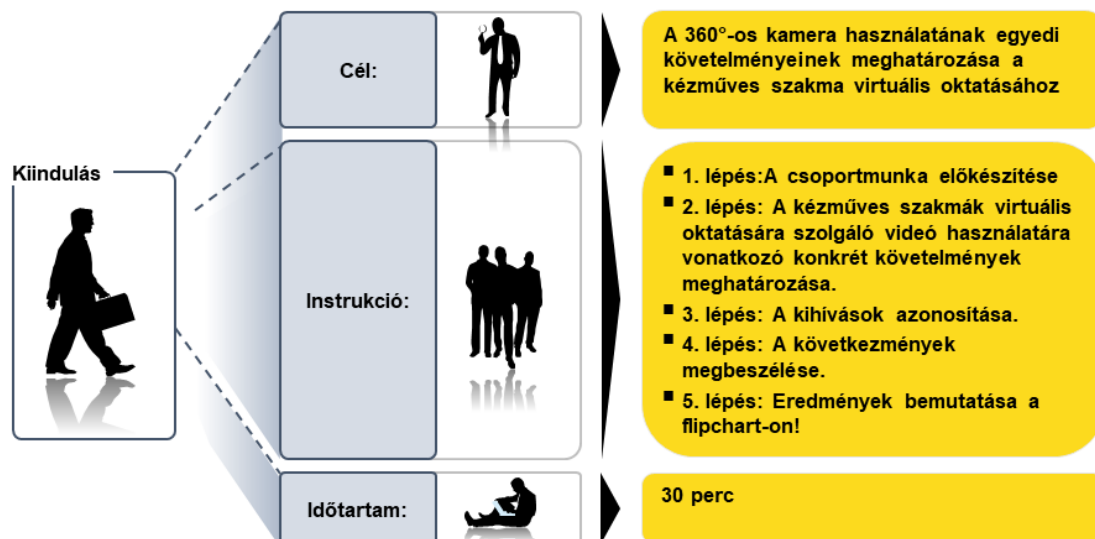 Kiindulás
Cél:
A 360°-os kamera használatának egyedi
követelményeinek meghatározása a
kézműves szakma virtuális oktatásához
Instrukció:
▪ 1. lépés:A csoportmunka előkészítése
▪ 2. lépés: A kézműves szakmák virtuális
oktatására szolgáló videó használatára
vonatkozó konkrét követelmények
meghatározása.
▪ 3. lépés: A kihívások azonosítása.
▪ 4. lépés: A következmények
megbeszélése.
▪ 5. lépés: Eredmények bemutatása a
flipchart-on!
Időtartam:
30 perc